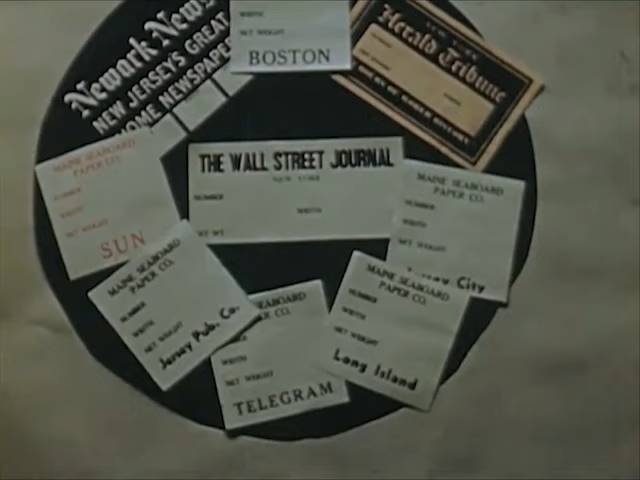 Newark News
NEW JERSEY'S GREAT
HOME NEWSPAPER
WIDTH
NET WEIGHT
BOSTON
Herald Tribune
THE WALL STREET JOURNAL
NEW YORK
NUMBER
WIDTH
MAINE SEABOARD
PAPER CO.
NUMBER
WIDTH
NET WEIGHT
SUN
MAINE SEABOARD
PAPER CO.
NUMBER
WIDTH
NET WEIGHT
City
MAINE SEABOARD
PAPER CO.
NUMBER
WIDTH
NET WEIGHT
Jersey Pub. Co.
SEABOARD
CO.
WIDTH
NET WEIGHT
TELEGRAM
MAINE SEABOARD
PAPER CO.
NUMBER
WIDTH
NET WEIGHT
Long Island